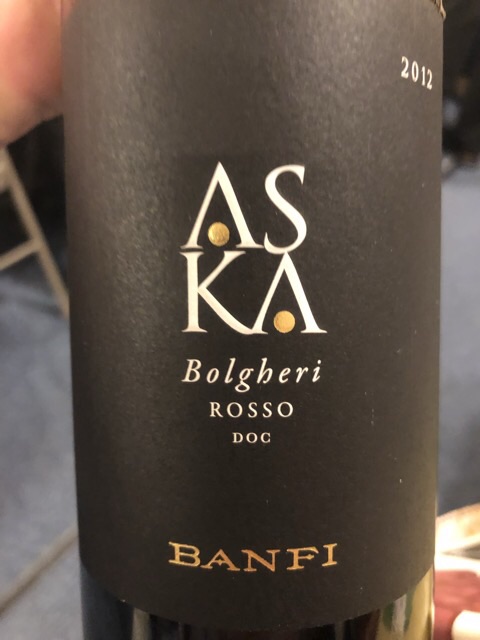 2012
AS
KA
Bolgheri
ROSSO
DOC
BANFI